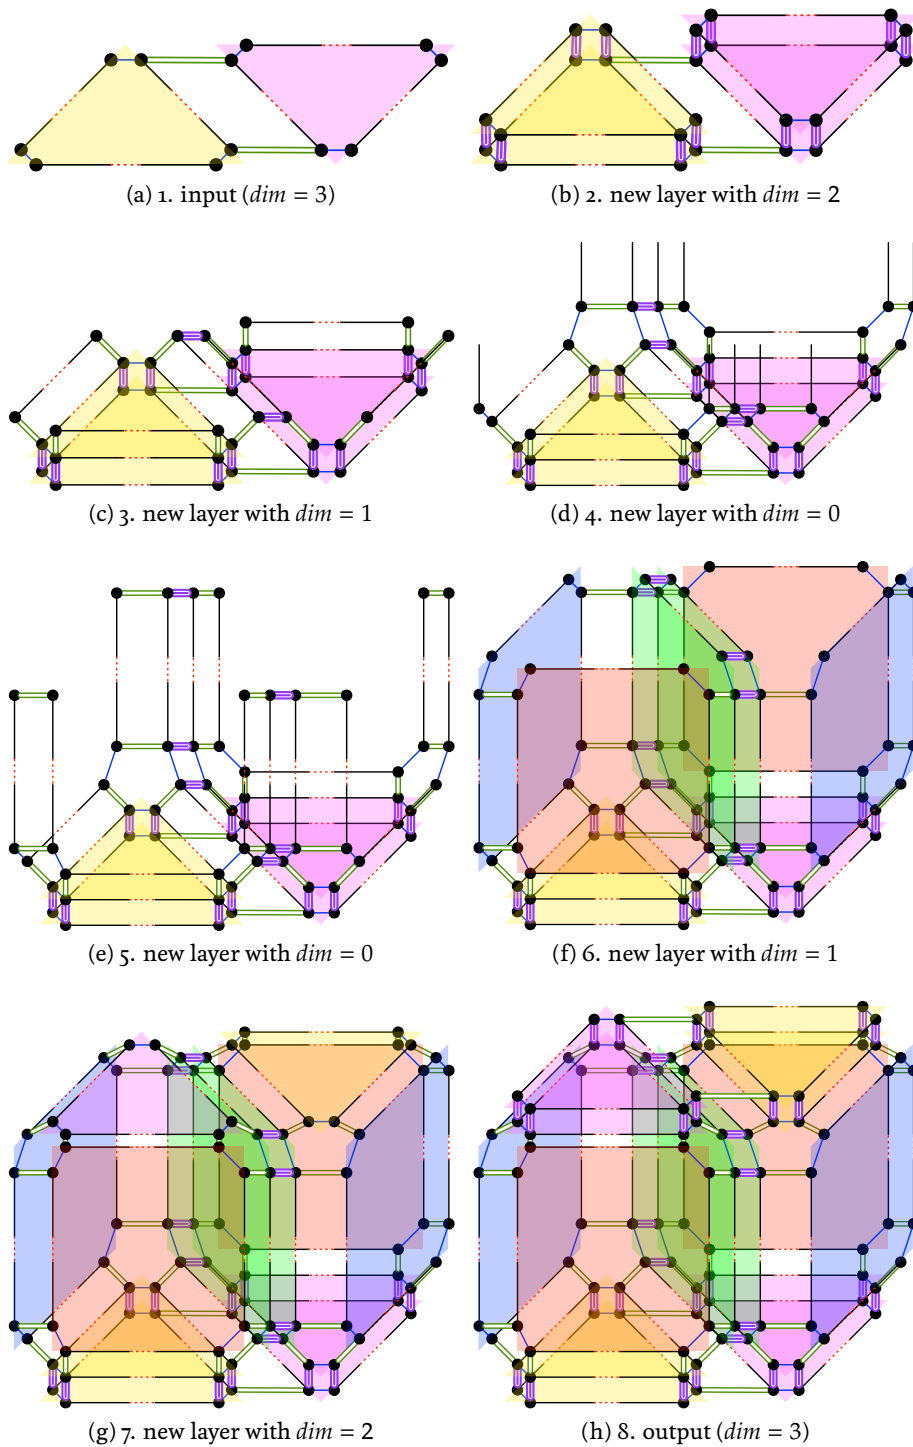 (a) 1. input (dim = 3)
(b) 2. new layer with dim = 2
(c) 3. new layer with dim = 1
(d) 4. new layer with dim = 0
(e) 5. new layer with dim = 0
(f) 6. new layer with dim = 1
(g) 7. new layer with dim = 2
(h) 8. output (dim = 3)